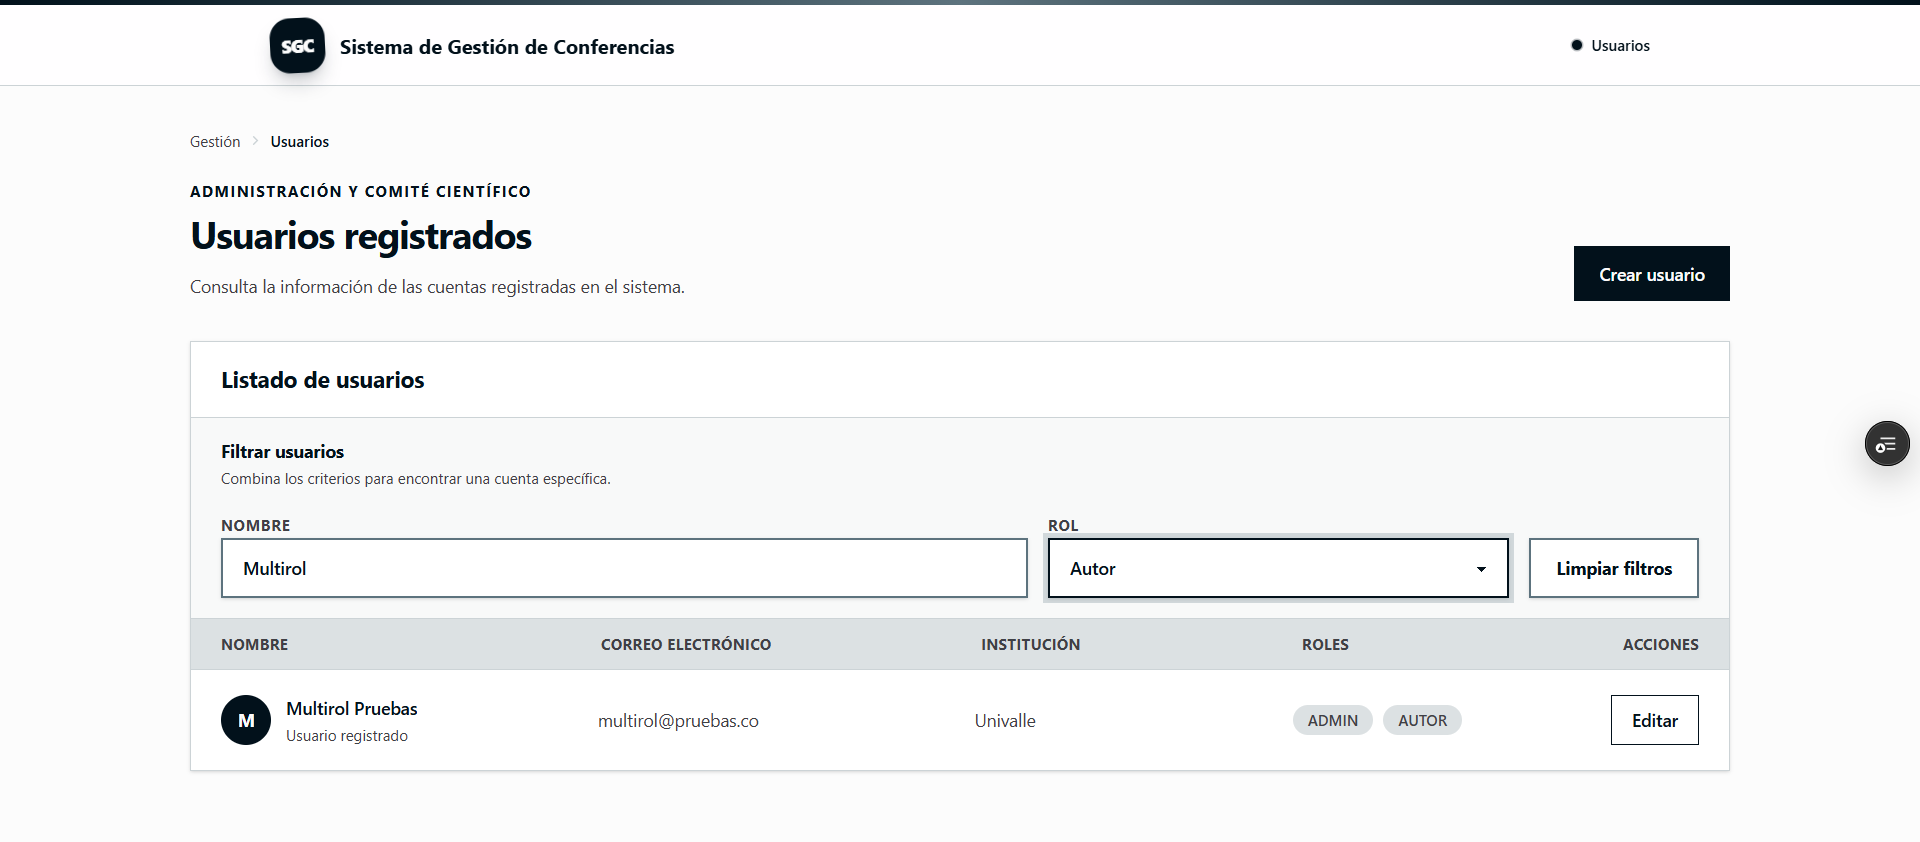 SGC
Sistema de Gestión de Conferencias
Usuarios
Gestión > Usuarios
ADMINISTRACIÓN Y COMITÉ CIENTÍFICO
Usuarios registrados
Consulta la información de las cuentas registradas en el sistema.
Crear usuario
Listado de usuarios
Filtrar usuarios
Combina los criterios para encontrar una cuenta específica.
NOMBRE
Multirol
ROL
Autor
Limpiar filtros
NOMBRE CORREO ELECTRÓNICO INSTITUCIÓN ROLES ACCIONES
M
Multirol Pruebas
Usuario registrado
multirol@pruebas.co
Univalle
ADMIN AUTOR
Editar